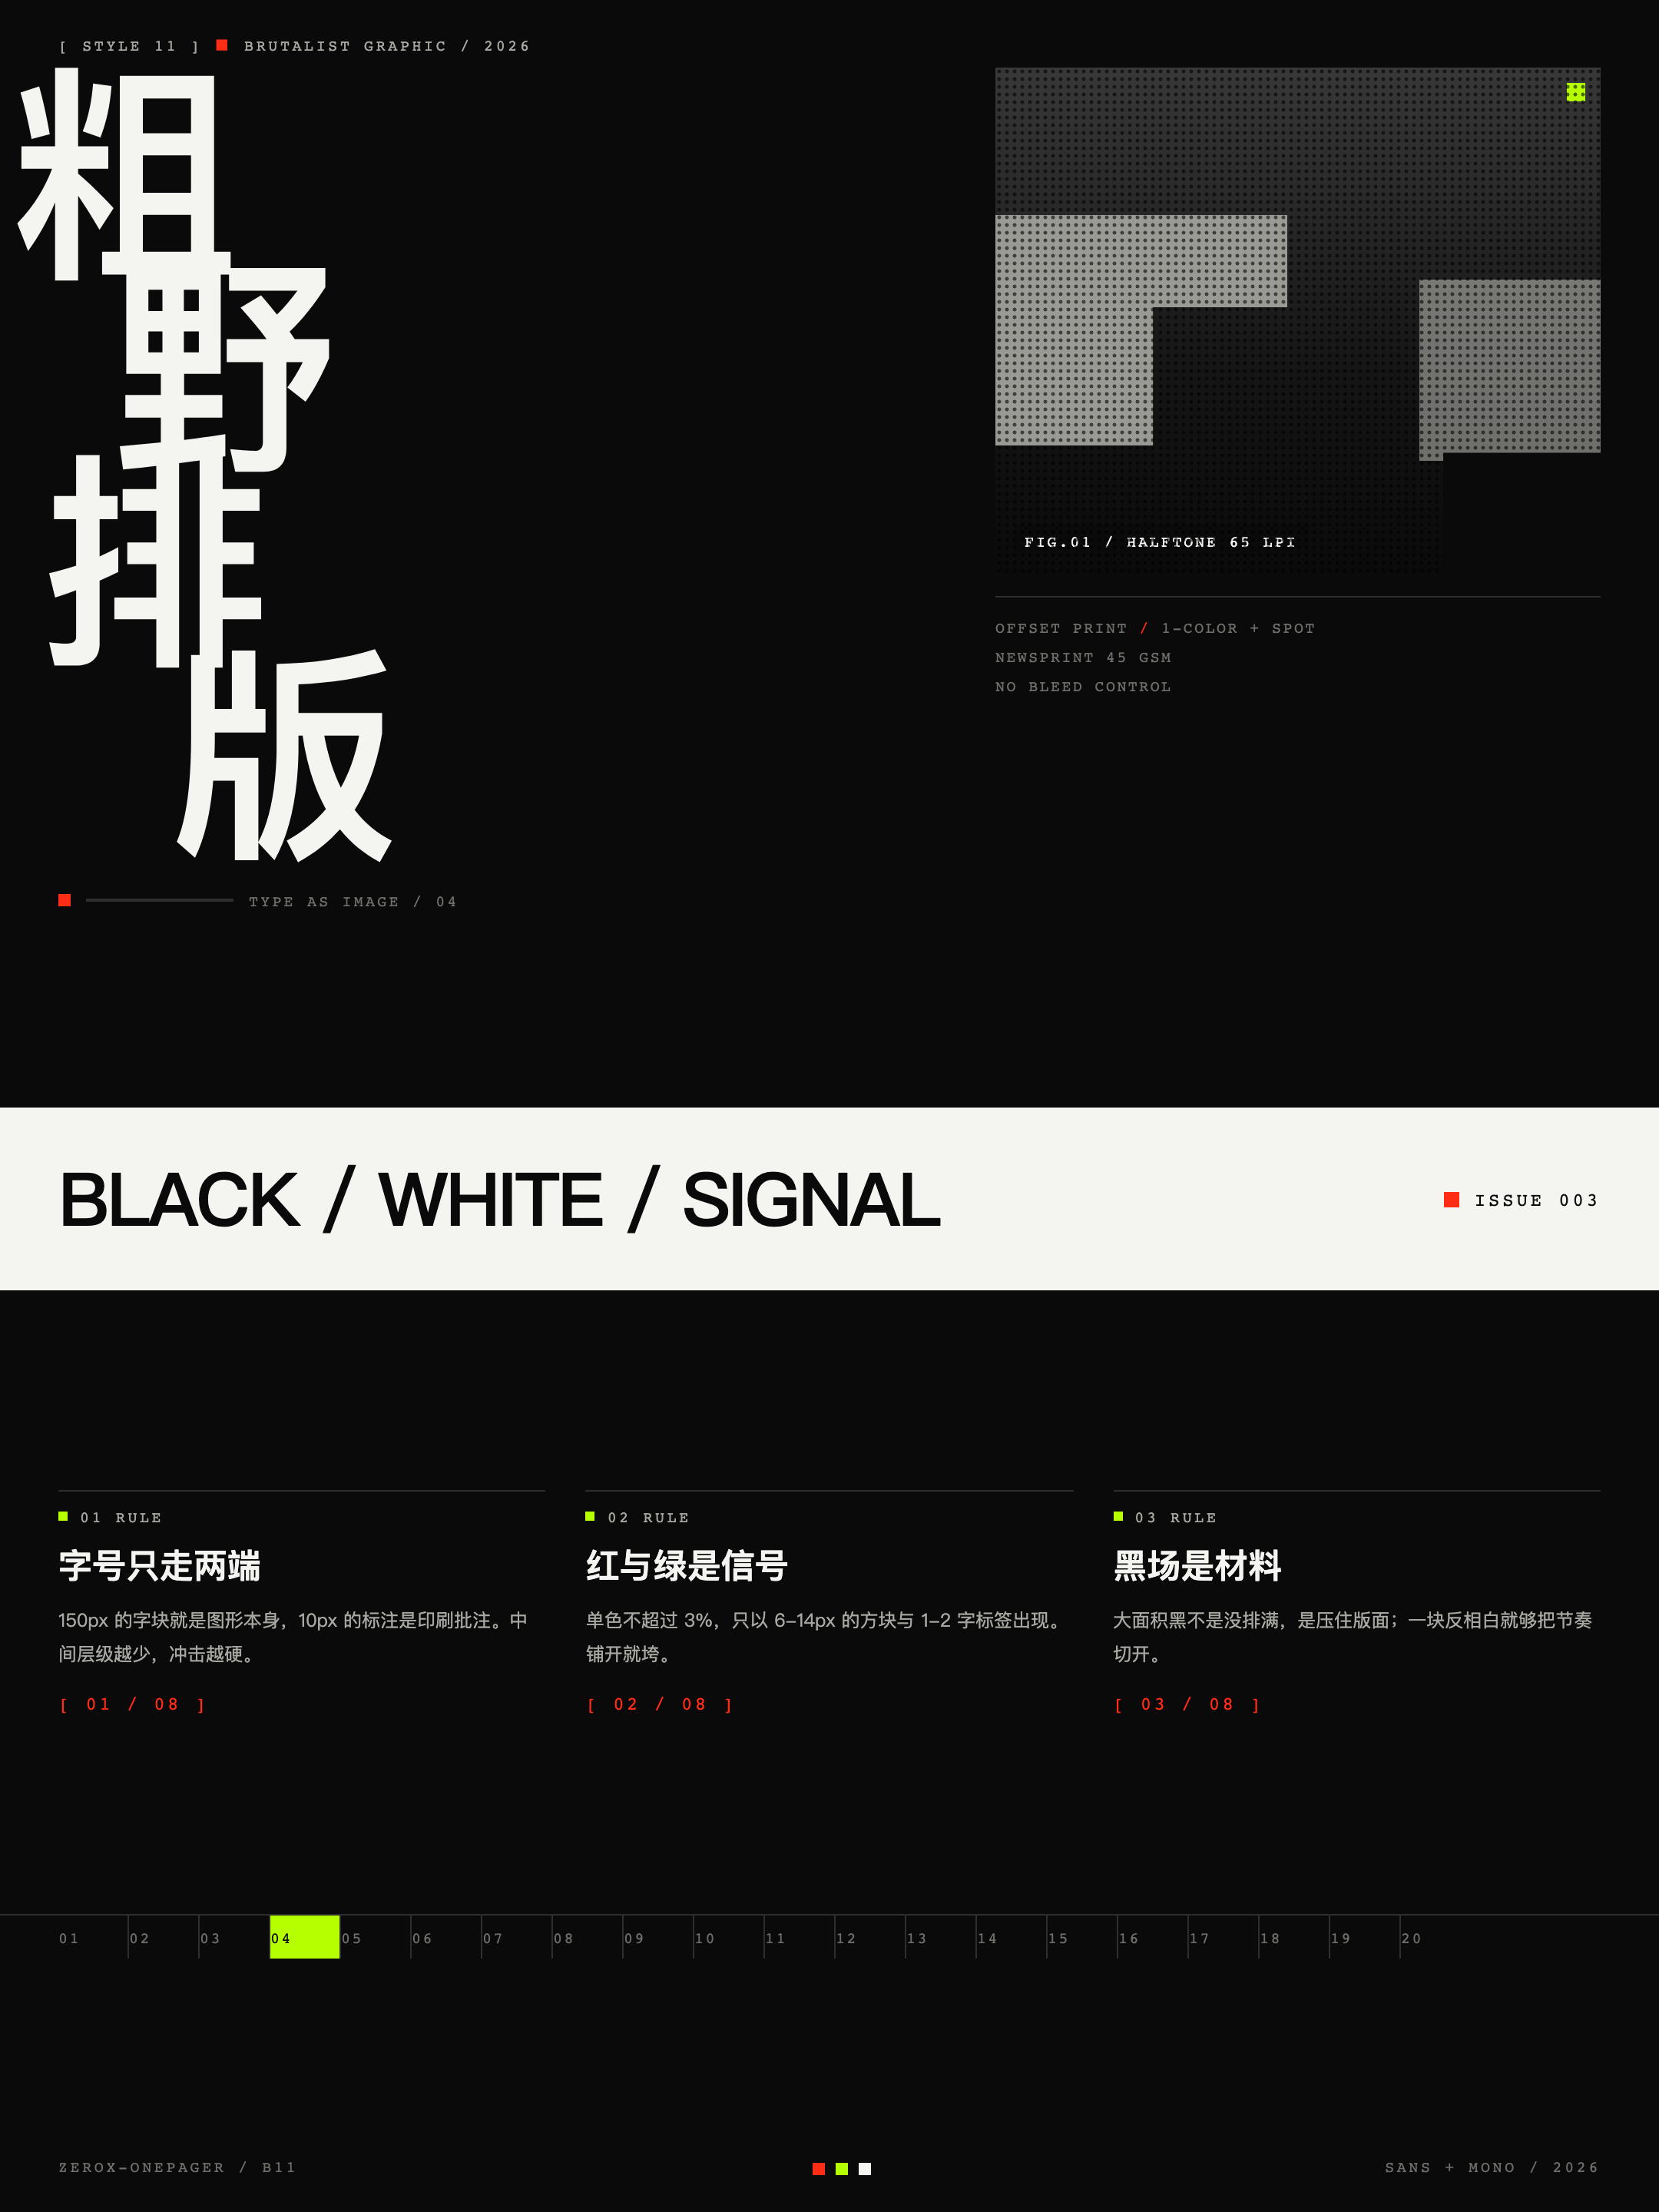 [ STYLE 11 ] BRUTALIST GRAPHIC / 2026
粗
野
排
版
TYPE AS IMAGE / 04
FIG.01 / HALFTONE 65 LPI
OFFSET PRINT / 1-COLOR + SPOT
NEWSPRINT 45 GSM
NO BLEED CONTROL
BLACK / WHITE / SIGNAL
ISSUE 003
01 RULE
字号只走两端
150px 的字块就是图形本身，10px 的标注是印刷批注。中
间层级越少，冲击越硬。
[ 01 / 08 ]
02 RULE
红与绿是信号
单色不超过 3%，只以 6–14px 的方块与 1–2 字标签出现。
铺开就垮。
[ 02 / 08 ]
03 RULE
黑场是材料
大面积黑不是没排满，是压住版面；一块反相白就够把节奏
切开。
[ 03 / 08 ]
01 02 03 04 05 06 07 08 09 10 11 12 13 14 15 16 17 18 19 20
ZEROX-ONEPAGER / B11
SANS + MONO / 2026